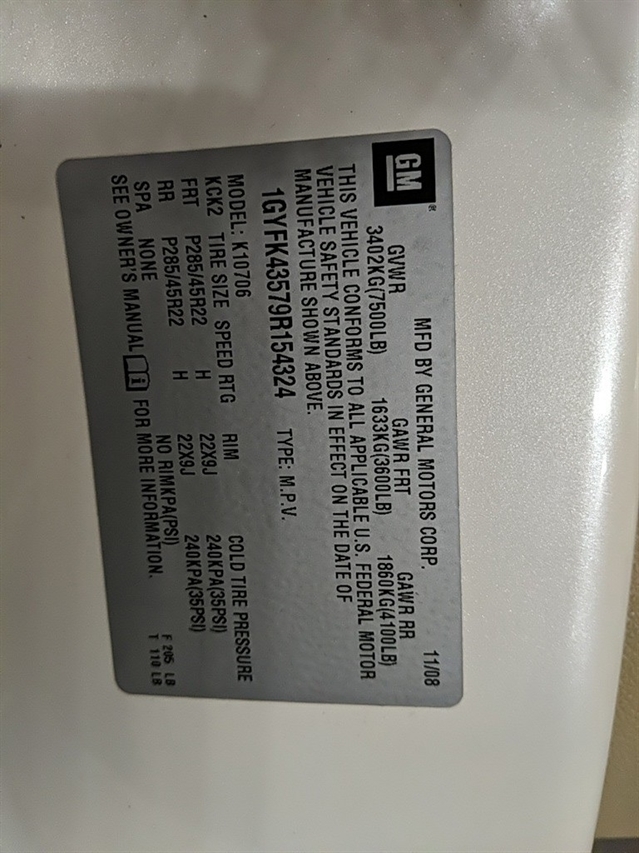 GM ®
MFD BY GENERAL MOTORS CORP. 11/08
GVWR GAWR FRT GAWR RR
3402KG(7500LB) 1633KG(3600LB) 1860KG(4100LB)
THIS VEHICLE CONFORMS TO ALL APPLICABLE U.S. FEDERAL MOTOR
VEHICLE SAFETY STANDARDS IN EFFECT ON THE DATE OF
MANUFACTURE SHOWN ABOVE.
1GYFK43579R154324 TYPE: M.P.V.
MODEL: K10706
KCK2 TIRE SIZE SPEED RTG RIM COLD TIRE PRESSURE
FRT P285/45R22 H 22X9J 240KPA(35PSI)
RR P285/45R22 H 22X9J 240KPA(35PSI)
SPA NONE NO RIMKPA(PSI) F 205 LB
SEE OWNER'S MANUAL i FOR MORE INFORMATION. T 110 LB